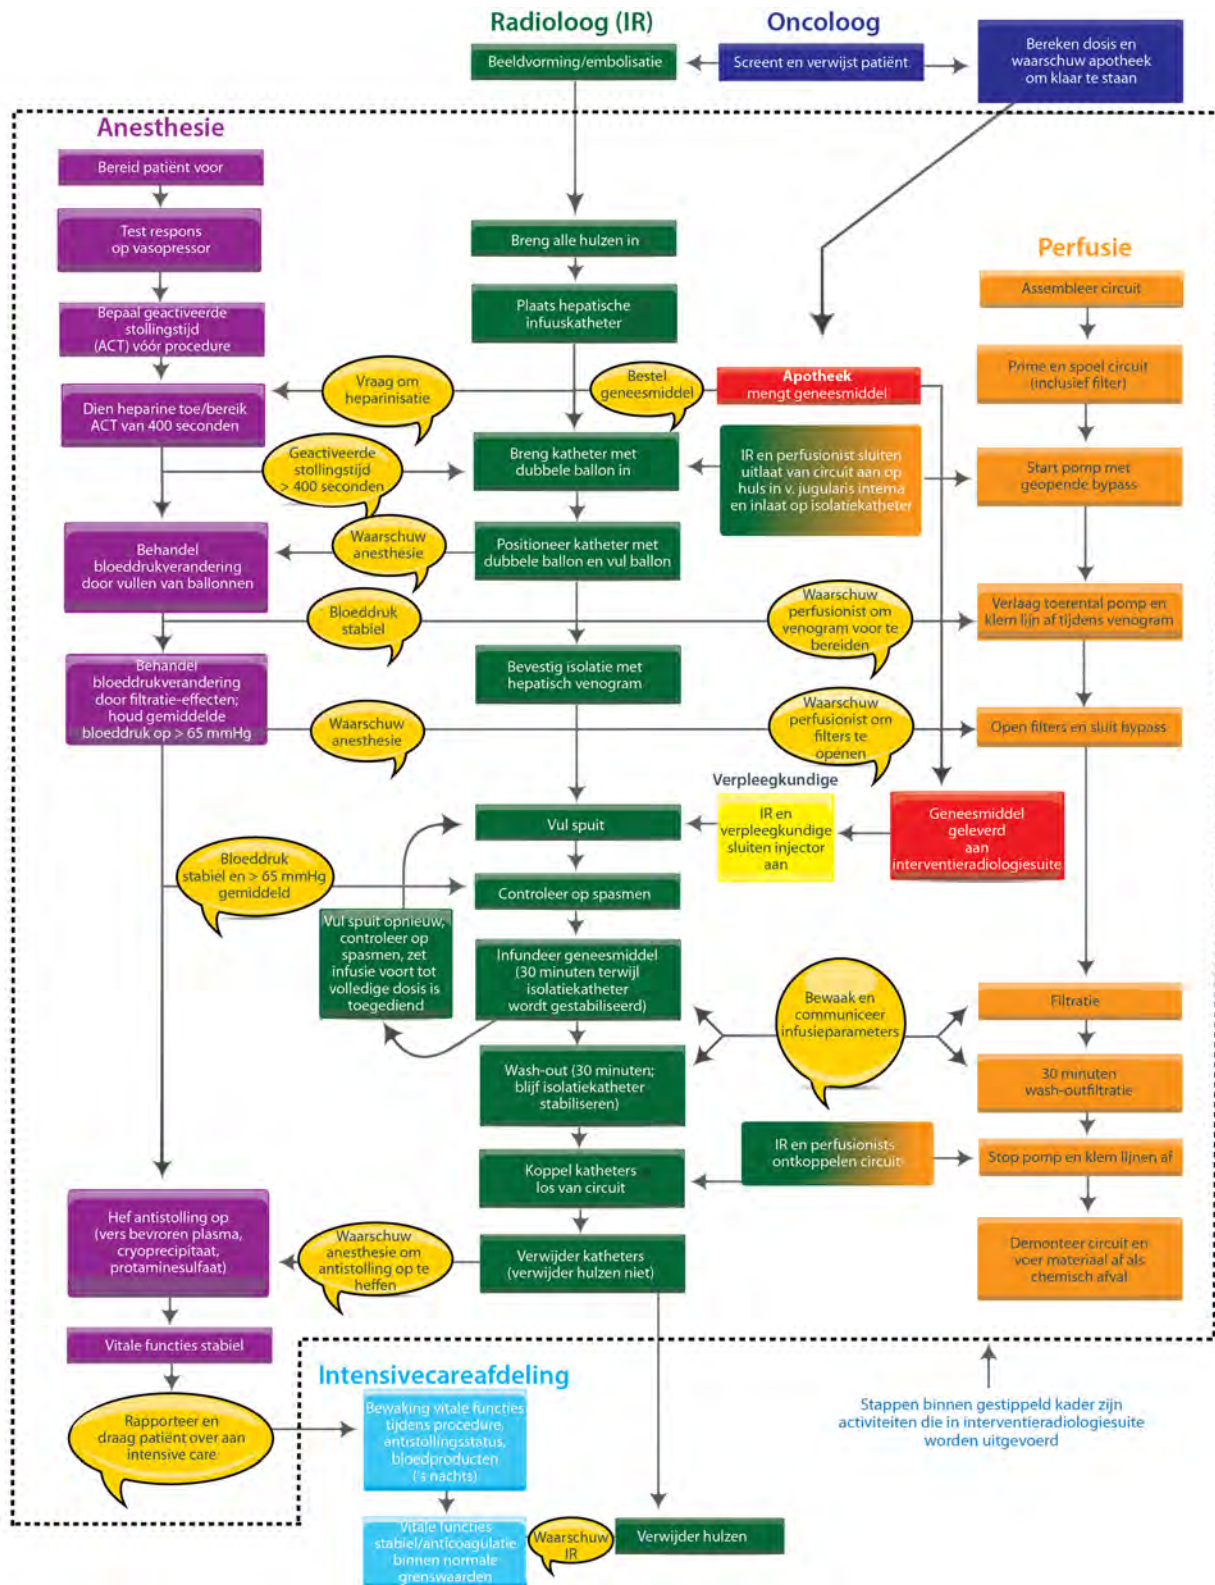 Radioloog (IR)
Oncoloog
Beeldvorming/embolisatie
Screent en verwijst patiënt
Bereken dosis en
waarschuw apotheek
om klaar te staan
Anesthesie
Bereid patiënt voor
Test respons
op vasopressor
Bepaal geactiveerde
stollingstijd
(ACT) vóór procedure
Dien heparine toe/bereik
ACT van 400 seconden
Behandel
bloeddrukverandering
door vullen van ballonnen
Behandel
bloeddrukverandering
door filtratie-effecten;
houd gemiddelde
bloeddruk op > 65 mmHg
Hef antistolling op
(vers bevroren plasma,
cryoprecipitaat,
protaminesulfaat)
Vitale functies stabiel
Rapporteer en
draag patiënt over aan
intensive care
Vraag om
heparinisatie
Geactiveerde
stollingstijd
> 400 seconden
Waarschuw
anesthesie
Bloeddruk
stabiel
Waarschuw
anesthesie
Bloeddruk
stabiel en > 65 mmHg
gemiddeld
Vul spuit opnieuw,
controleer op
spasmen, zet
infusie voort tot
volledige dosis is
toegediend
Waarschuw
anesthesie om
antistolling op te
heffen
Breng alle hulzen in
Plaats hepatische
infuuskatheter
Breng katheter met
dubbele ballon in
Positioneer katheter met
dubbele ballon en vul ballon
Bevestig isolatie met
hepatisch venogram
Vul spuit
Controleer op spasmen
Infundeer geneesmiddel
(30 minuten terwijl
isolatiekatheter
wordt gestabiliseerd)
Wash-out (30 minuten;
blijf isolatiekatheter
stabiliseren)
Koppel katheters
los van circuit
Verwijder katheters
(verwijder hulzen niet)
Bestel
geneesmiddel
Apotheek
mengt geneesmiddel
IR en perfusionist sluiten
uitlaat van circuit aan op
huls in v. jugularis interna
en inlaat op isolatiekatheter
Waarschuw
perfusionist om
venogram voor te
bereiden
Waarschuw
perfusionist om
filters te
openen
Verpleegkundige
IR en
verpleegkundige
sluiten injector
aan
Geneesmiddel
geleverd
aan
interventieradiologiesuite
Bewaak en
communiceer
infusieparameters
IR en perfusionists
ontkoppelen circuit
Perfusie
Assembleer circuit
Prime en spoel circuit
(inclusief filter)
Start pomp met
geopende bypass
Verlaag toerental pomp en
klem lijn af tijdens venogram
Open filters en sluit bypass
Filtratie
30 minuten
wash-outfiltratie
Stop pomp en klem lijnen af
Demonteer circuit en
voer materiaal af als
chemisch afval
Intensivecareafdeling
Bewaking vitale functies
tijdens procedure,
antistollingsstatus,
bloedproducten
('s nachts)
Vitale functies
stabiel/anticoagulatie
binnen normale
grenswaarden
Waarschuw
IR
Verwijder hulzen
Stappen binnen gestippeld kader zijn
activiteiten die in interventieradiologiesuite
worden uitgevoerd